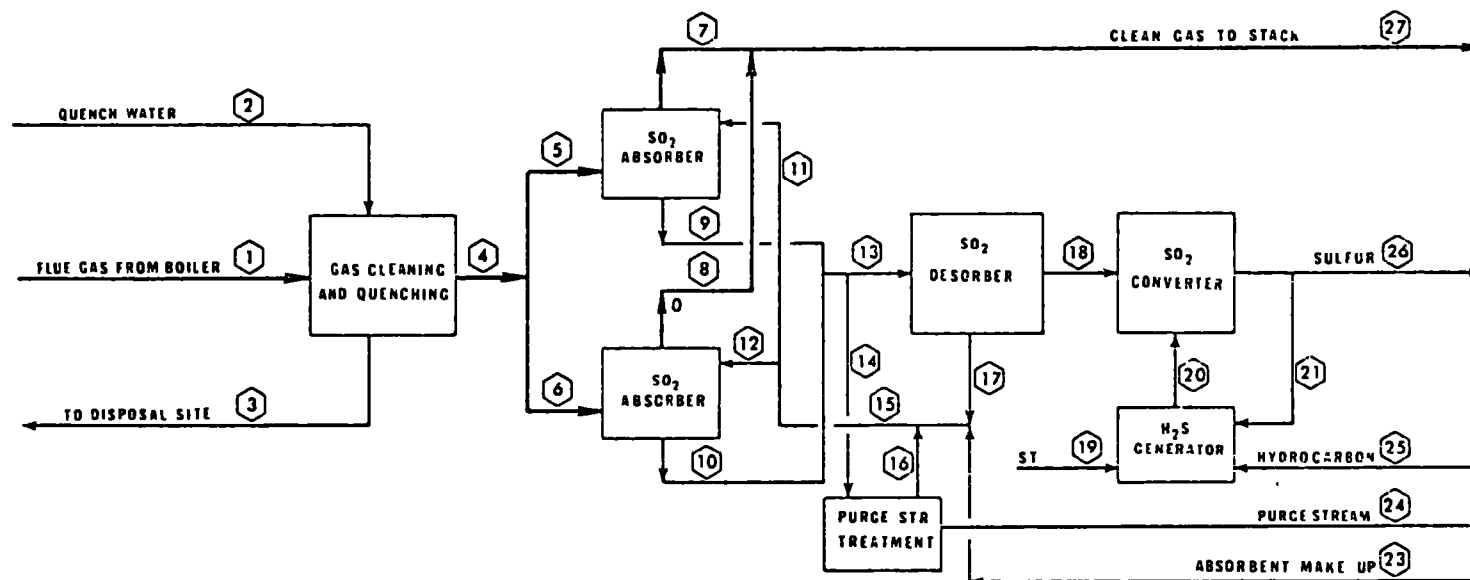 7
CLEAN GAS TO STACK
27
QUENCH WATER
2
SO2
ABSORBER
5
11
9
FLUE GAS FROM BOILER
1
GAS CLEANING
AND QUENCHING
4
8
O
13
SO2
DESORBER
18
SO2
CONVERTER
SULFUR
26
TO DISPOSAL SITE
3
6
SO2
ABSORBER
12
14
15
17
20
21
10
16
ST
19
H2S
GENERATOR
HYDROCARBON
25
PURGE STR
TREATMENT
PURGE STREAM
24
ABSORBENT MAKE UP
23